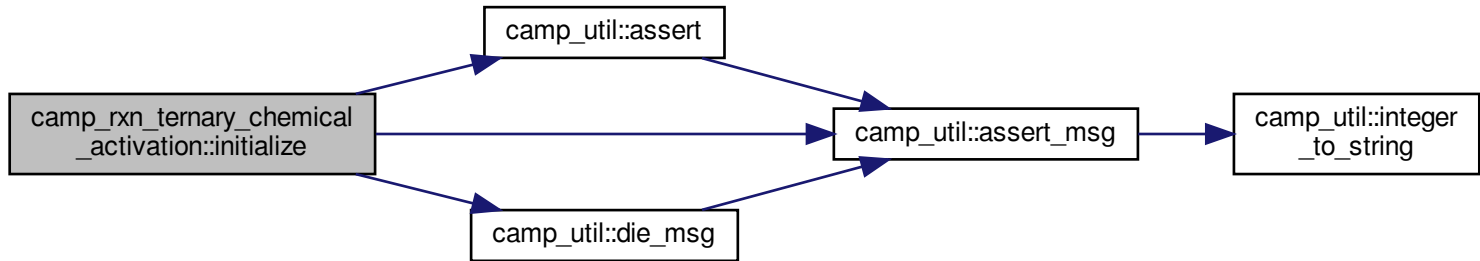 camp_util::assert
camp_rxn_ternary_chemical
_activation::initialize
camp_util::assert_msg
camp_util::integer
_to_string
camp_util::die_msg